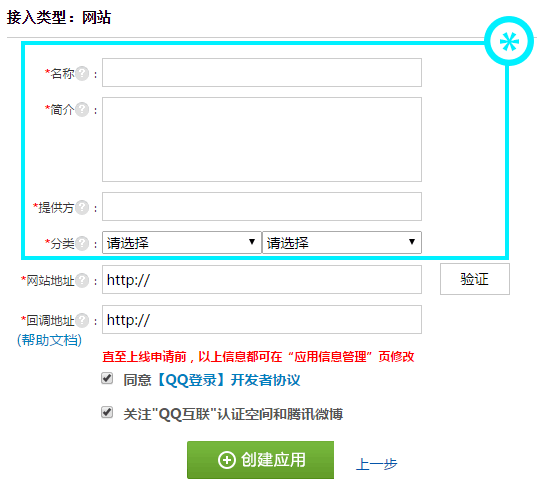 接入类型：网站
*名称?：
*简介?：
*提供方?：
*分类?： 请选择 请选择
*网站地址?： http:// 验证
*回调地址?： http://
(帮助文档)
直至上线申请前，以上信息都可在“应用信息管理”页修改
同意【QQ登录】开发者协议
关注"QQ互联"认证空间和腾讯微博
创建应用 上一步